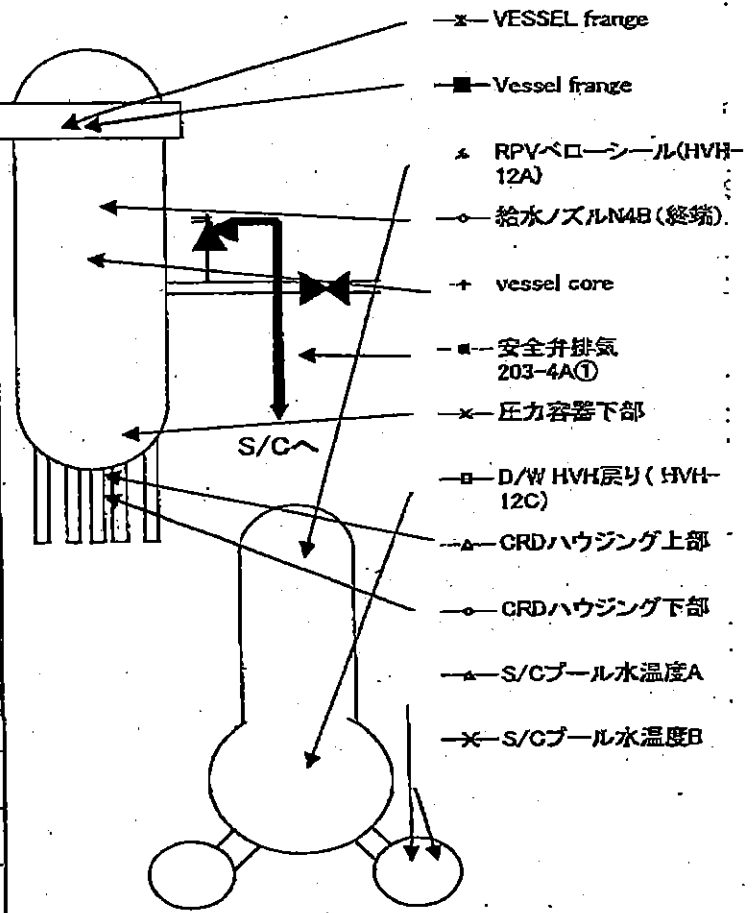 VESSEL frange
Vessel frange
RPVベローシール(HVH-
12A)
給水ノズルN4B(終端)
vessel core
安全弁排気
203-4A①
圧力容器下部
S/Cへ
D/W HVH戻り( HVH-
12C)
CRDハウジング上部
CRDハウジング下部
S/Cプール水温度A
S/Cプール水温度B